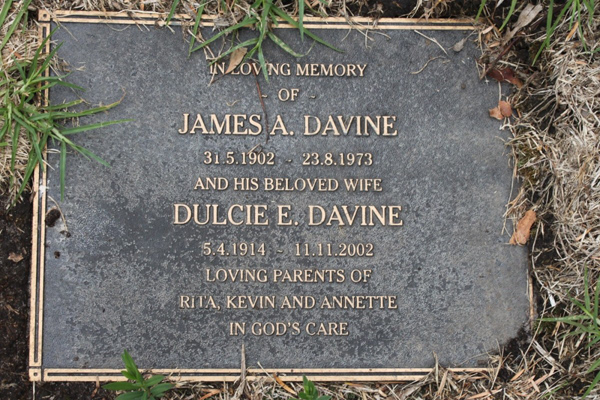 IN LOVING MEMORY
OF
JAMES A. DAVINE
31.5.1902 - 23.8.1973
AND HIS BELOVED WIFE
DULCIE E. DAVINE
5.4.1914 - 11.11.2002
LOVING PARENTS OF
RITA, KEVIN AND ANNETTE
IN GOD'S CARE